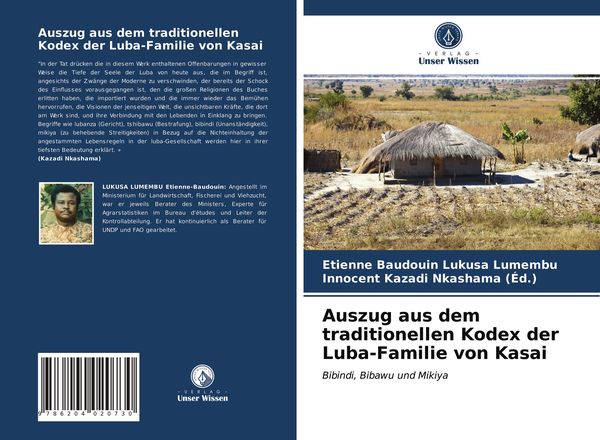 Auszug aus dem traditionellen
Kodex der Luba-Familie von Kasai
"In der Tat drücken die in diesem Werk enthaltenen Offenbarungen in gewisser
Weise die Tiefe der Seele der Luba von heute aus, die im Begriff ist,
angesichts der Zwänge der Moderne zu verschwinden, der bereits der Schock
des Einflusses vorausgegangen ist, den die großen Religionen des Buches
erlitten haben, die importiert wurden und die immer wieder das Bemühen
hervorrufen, die Visionen der jenseitigen Welt, die unsichtbaren Kräfte, die dort
am Werk sind, und ihre Verbindung mit den Lebenden in Einklang zu bringen.
Begriffe wie lubanza (Gericht), tshibawu (Bestrafung), bibindi (Unanständigkeit),
mikiya (zu behebende Streitigkeiten) in Bezug auf die Nichteinhaltung der
angestammten Lebensregeln in der luba-Gesellschaft werden hier in ihrer
tiefsten Bedeutung erklärt. »
(Kazadi Nkashama)
LUKUSA LUMEMBU Etienne-Baudouin: Angestellt im
Ministerium für Landwirtschaft, Fischerei und Viehzucht,
war er jeweils Berater des Ministers, Experte für
Agrarstatistiken im Bureau d'études und Leiter der
Kontrollabteilung. Er hat kontinuierlich als Berater für
UNDP und FAO gearbeitet.
9 786204 020730
VERLAG
Unser Wissen
VERLAG
Unser Wissen
Etienne Baudouin Lukusa Lumembu
Innocent Kazadi Nkashama (Éd.)
Auszug aus dem
traditionellen Kodex der
Luba-Familie von Kasai
Bibindi, Bibawu und Mikiya